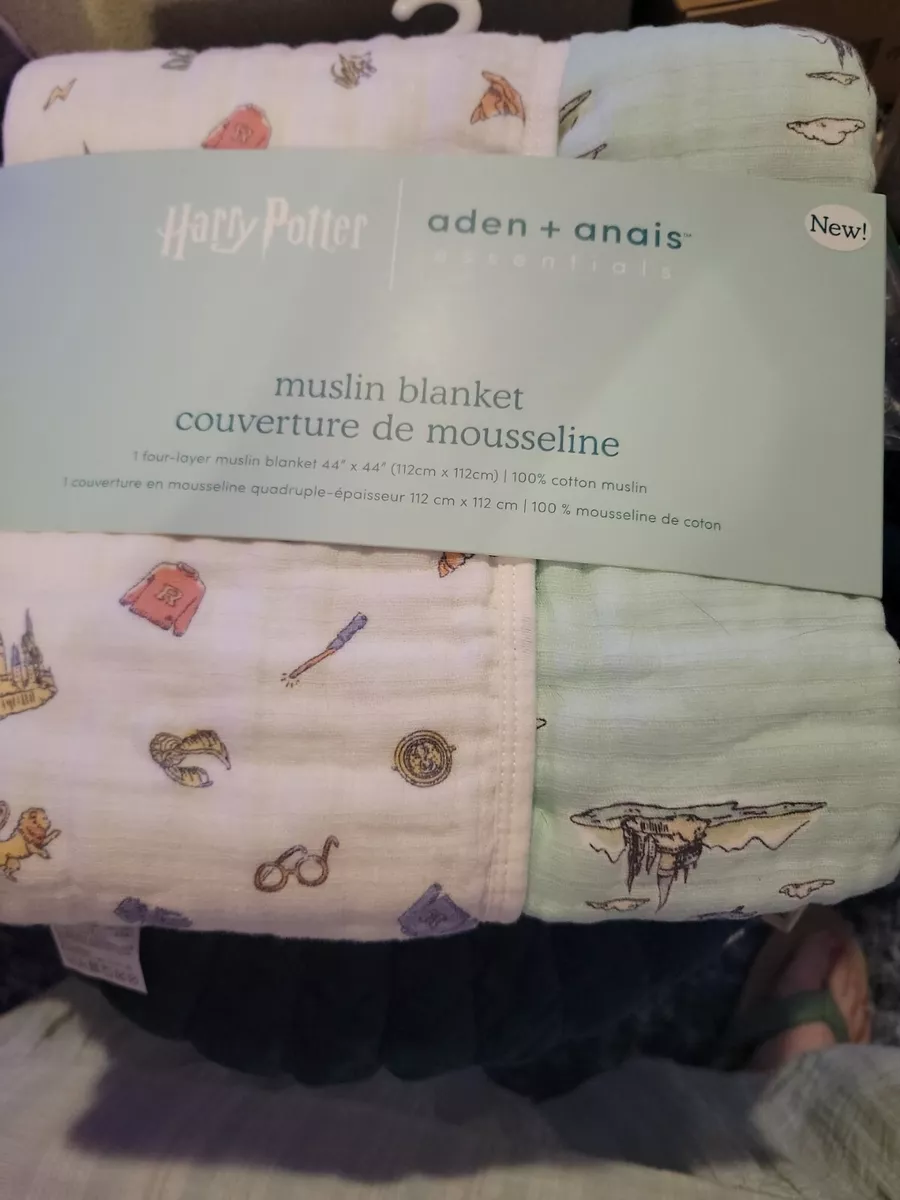 Harry Potter
aden + anais™
essentials
New!
muslin blanket
couverture de mousseline
1 four-layer muslin blanket 44" x 44" (112cm x 112cm) | 100% cotton muslin
1 couverture en mousseline quadruple-épaisseur 112 cm x 112 cm | 100 % mousseline de coton
R
R